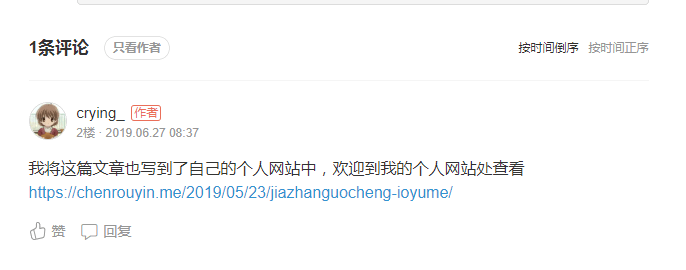 1条评论 只看作者 按时间倒序 按时间正序
crying_ 作者
2楼 · 2019.06.27 08:37
我将这篇文章也写到了自己的个人网站中，欢迎到我的个人网站处查看
https://chenrouyin.me/2019/05/23/jiazhanguocheng-ioyume/
赞 回复